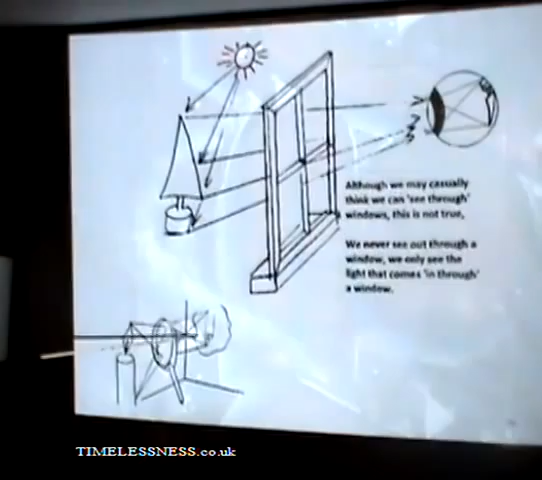 Although we may casually
think we can 'see through'
windows, this is not true,
We never see out through a
window, we only see the
light that comes 'in through'
a window.
TIMELESSNESS.co.uk